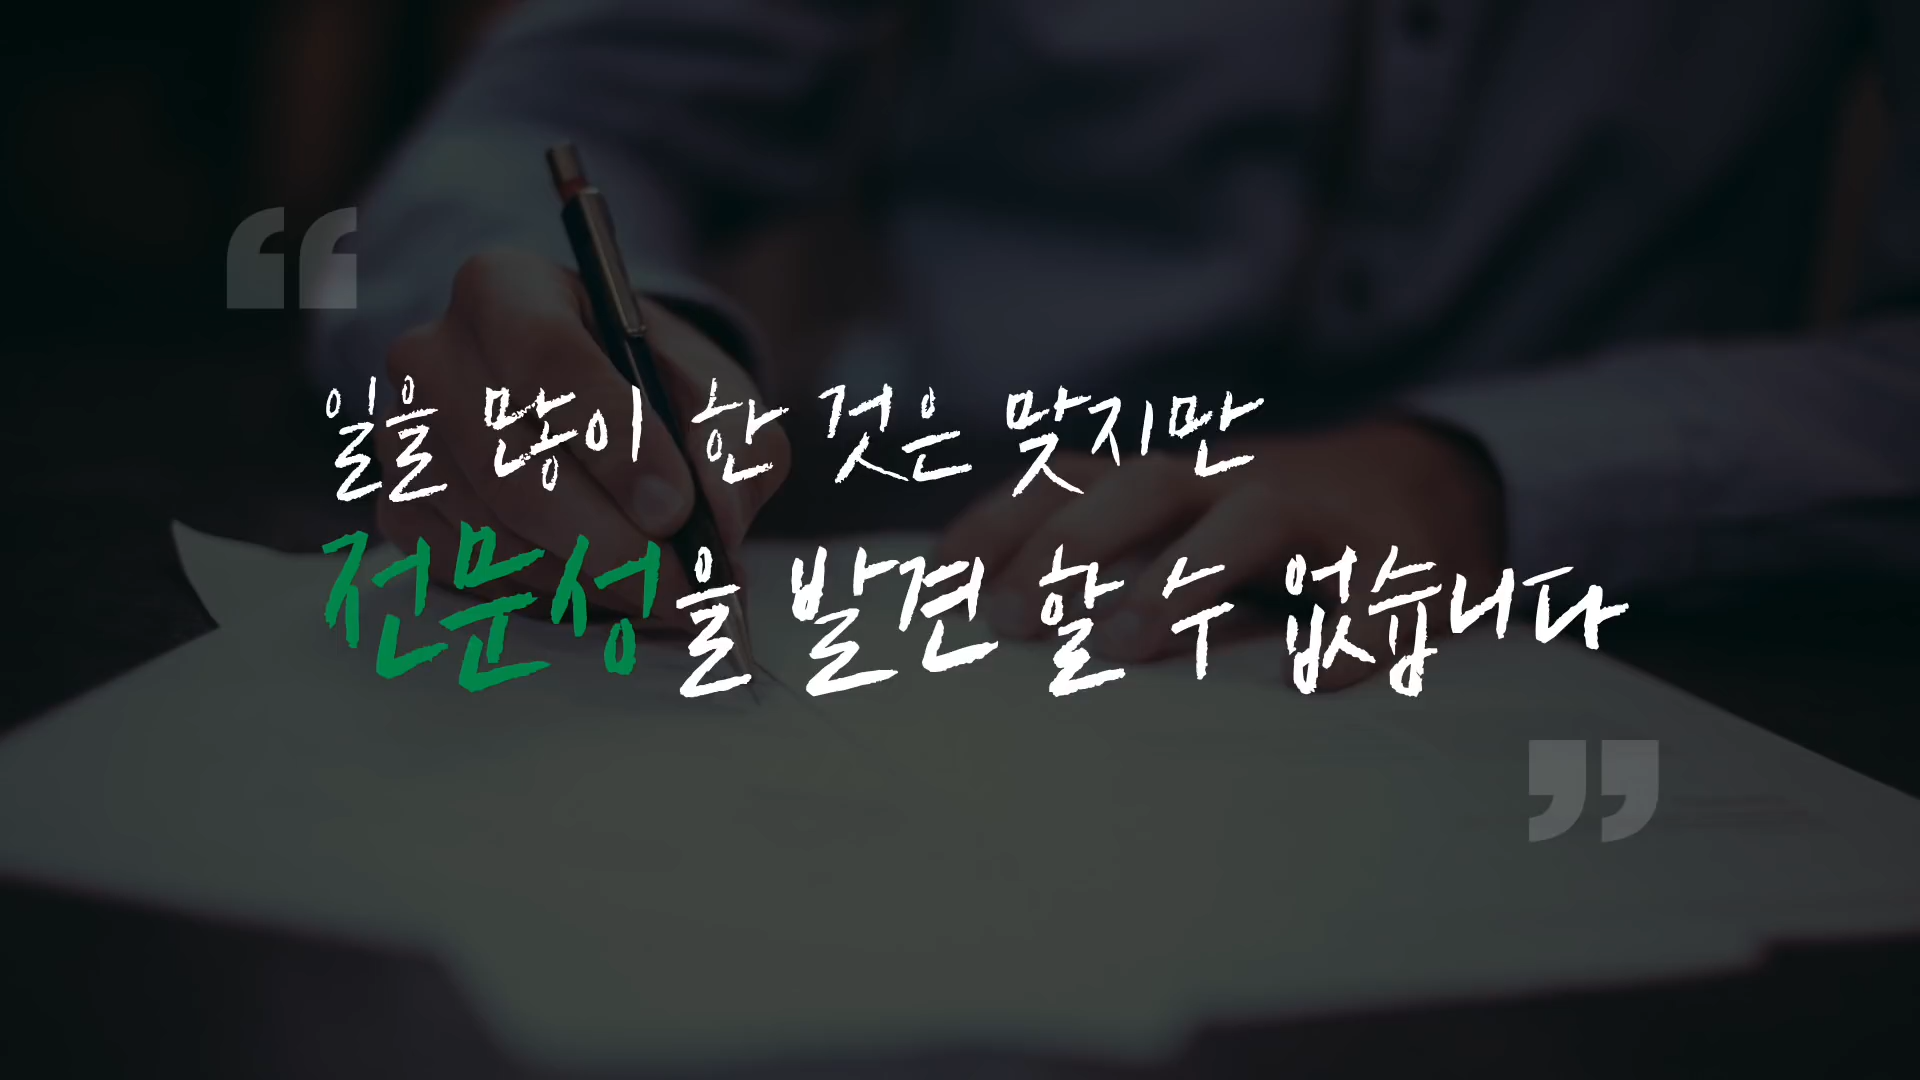 “
일을 많이 한 것은 맞지만
전문성을 발견 할 수 없습니다
”